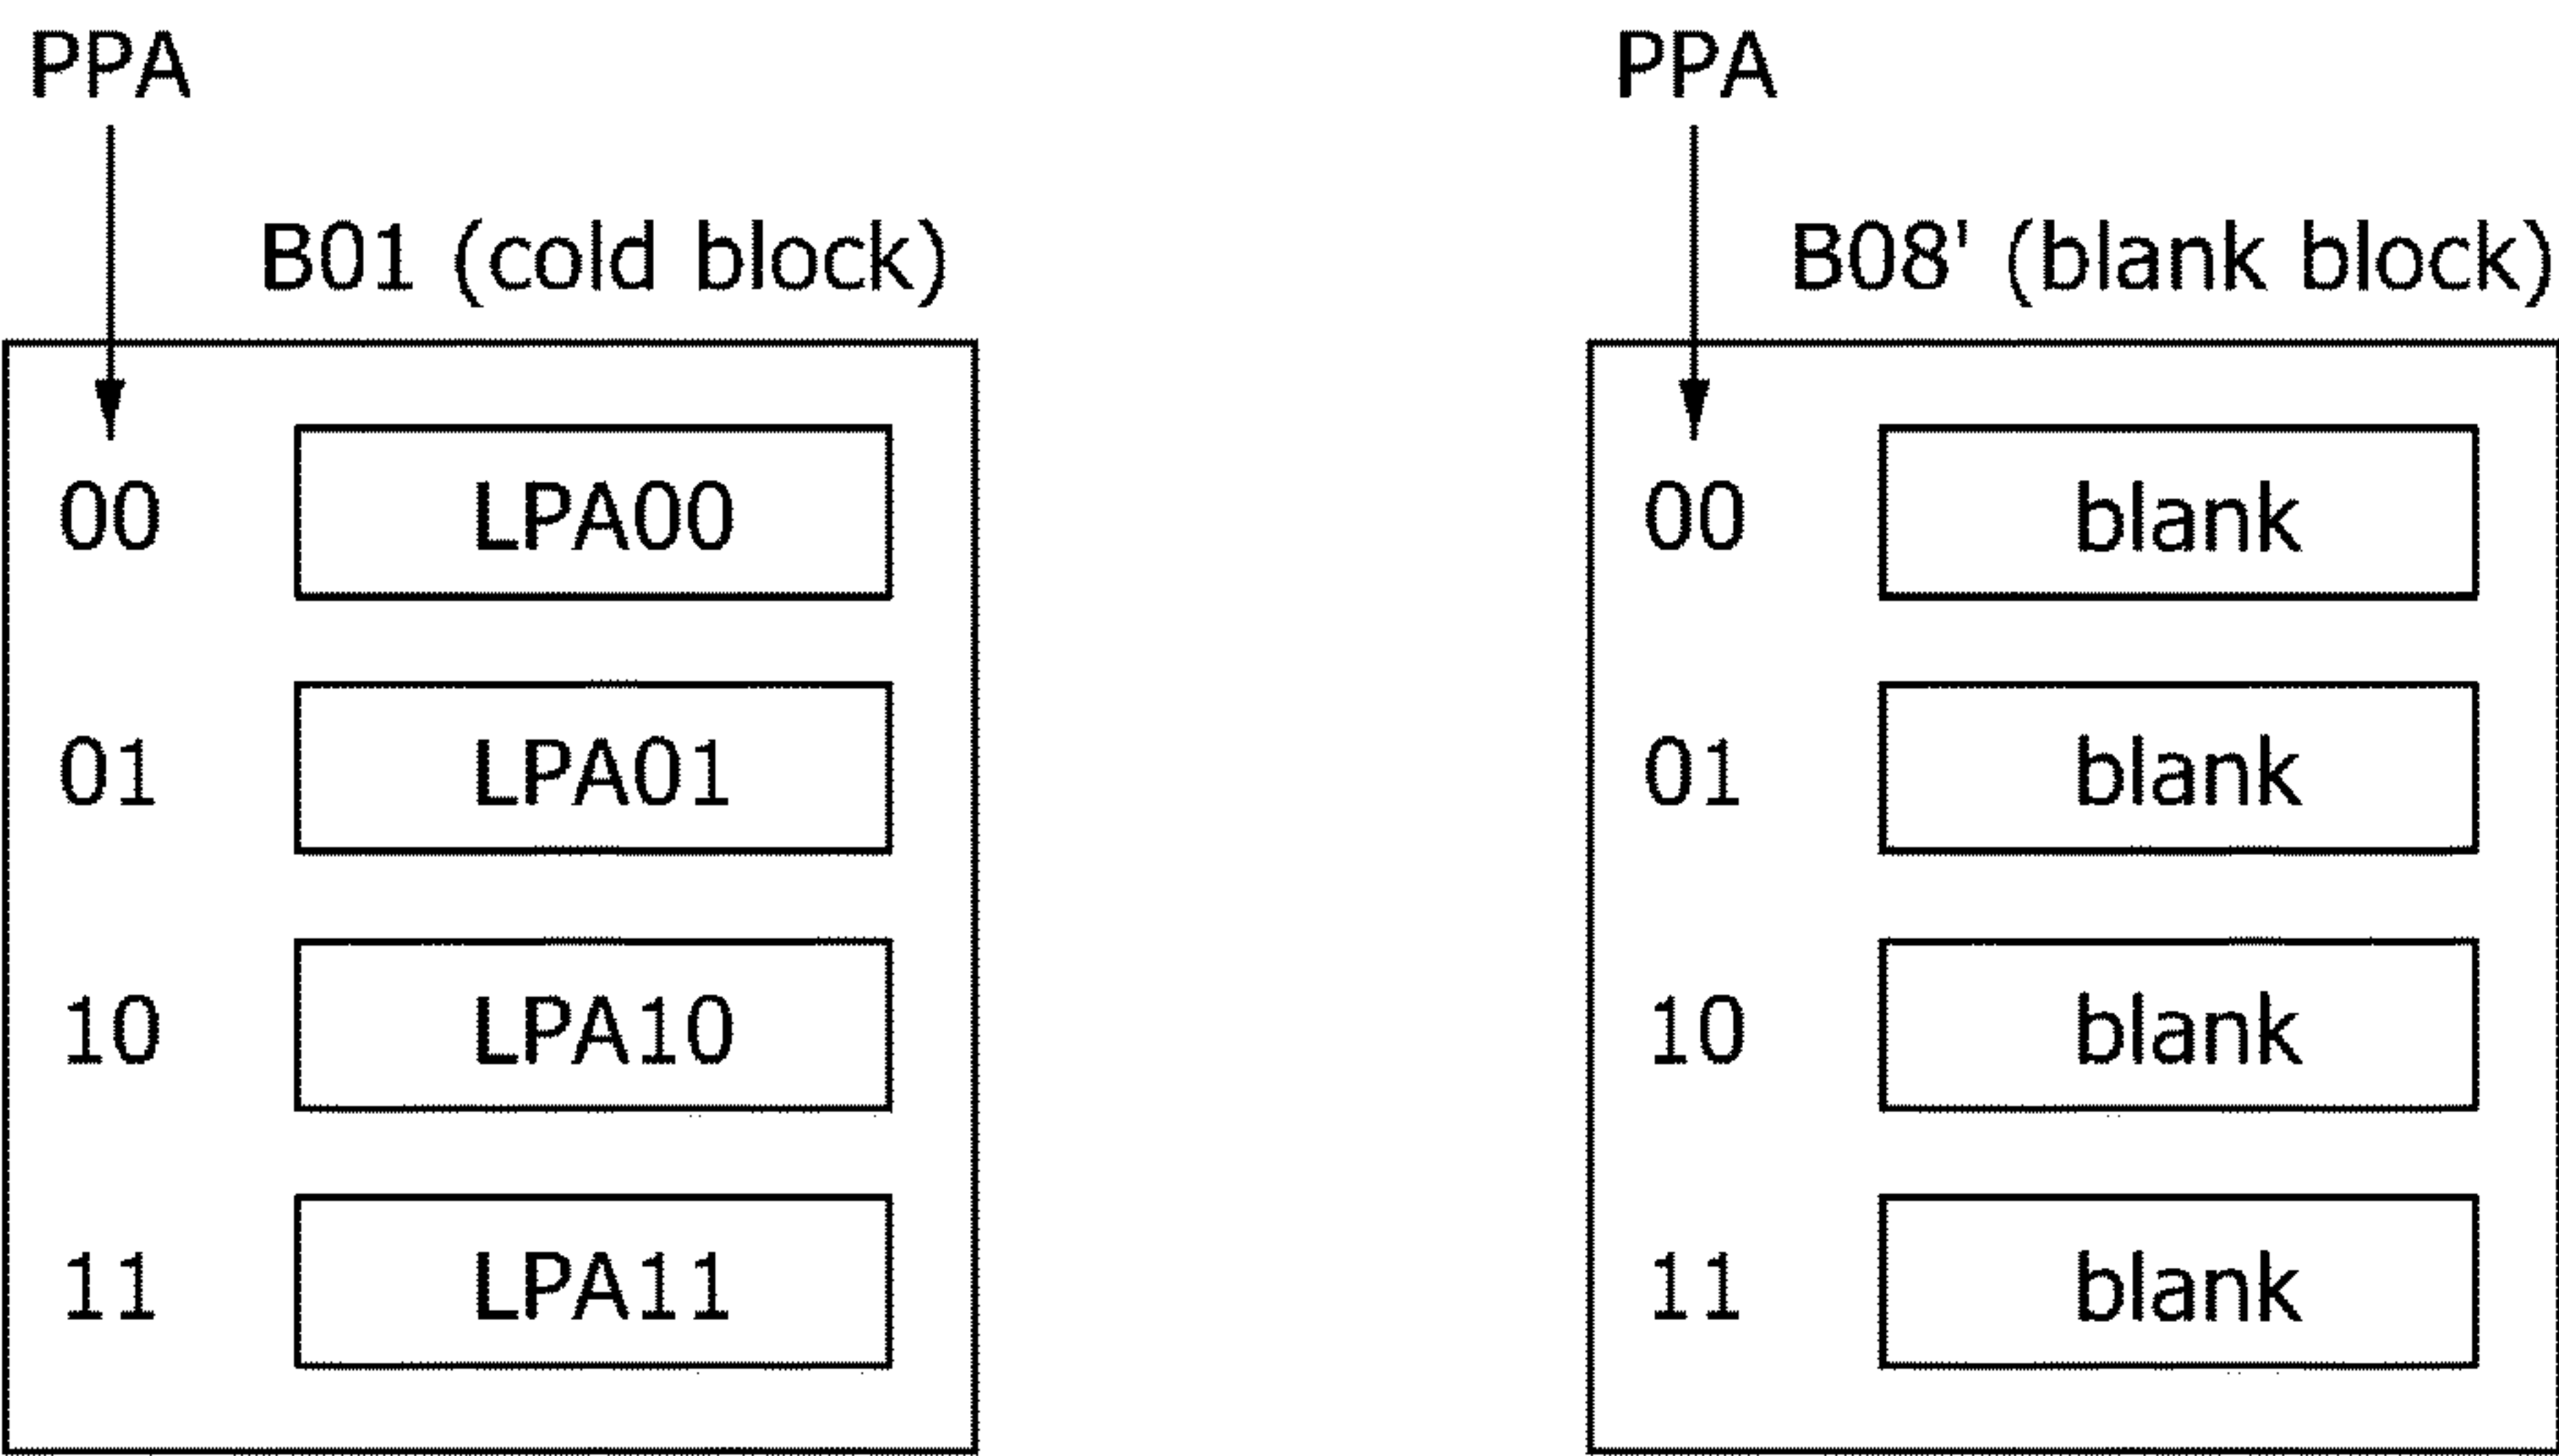 PPA
B01 (cold block)
00 LPA00
01 LPA01
10 LPA10
11 LPA11
PPA
B08' (blank block)
00 blank
01 blank
10 blank
11 blank